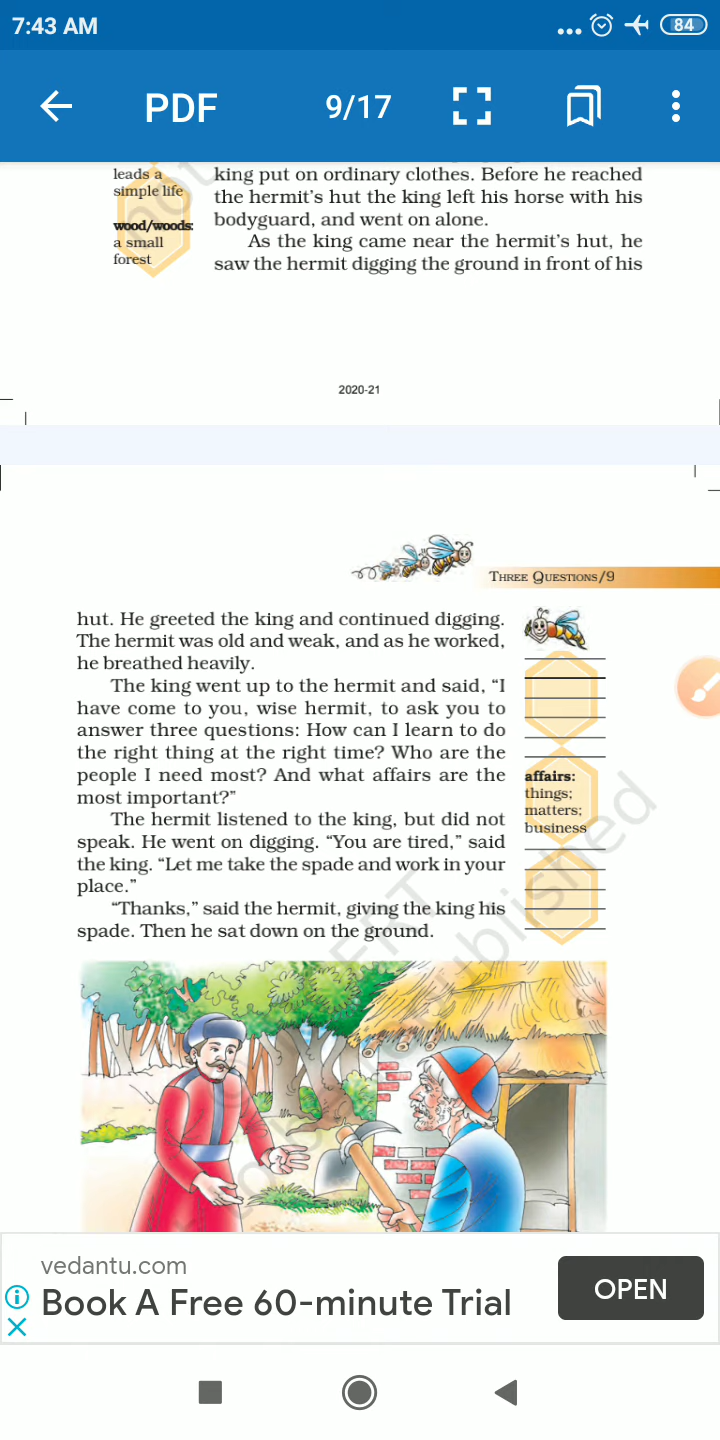 7:43 AM
84
PDF
9/17
leads a
simple life
wood/woods:
a small
forest
king put on ordinary clothes. Before he reached
the hermit's hut the king left his horse with his
bodyguard, and went on alone.
As the king came near the hermit's hut, he
saw the hermit digging the ground in front of his
2020-21
THREE QUESTIONS/9
hut. He greeted the king and continued digging.
The hermit was old and weak, and as he worked,
he breathed heavily.
The king went up to the hermit and said, “I
have come to you, wise hermit, to ask you to
answer three questions: How can I learn to do
the right thing at the right time? Who are the
people I need most? And what affairs are the
most important?”
The hermit listened to the king, but did not
speak. He went on digging. “You are tired,” said
the king. “Let me take the spade and work in your
place.”
“Thanks,” said the hermit, giving the king his
spade. Then he sat down on the ground.
affairs:
things;
matters;
business
vedantu.com
Book A Free 60-minute Trial
OPEN